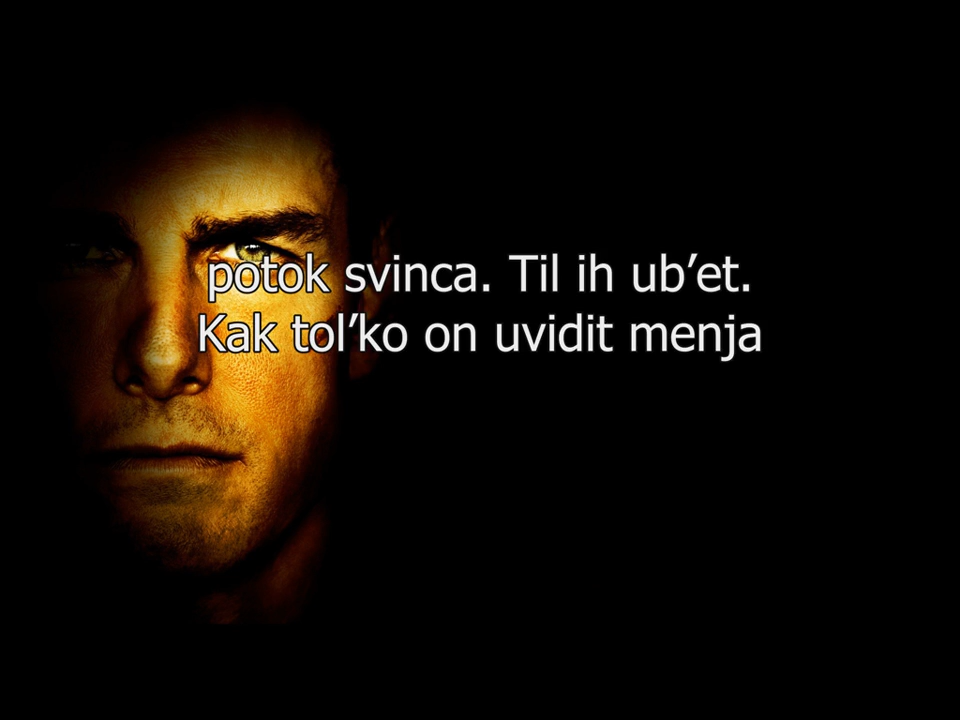 potok svinca. Til ih ub’et.
Kak tol’ko on uvidit menja